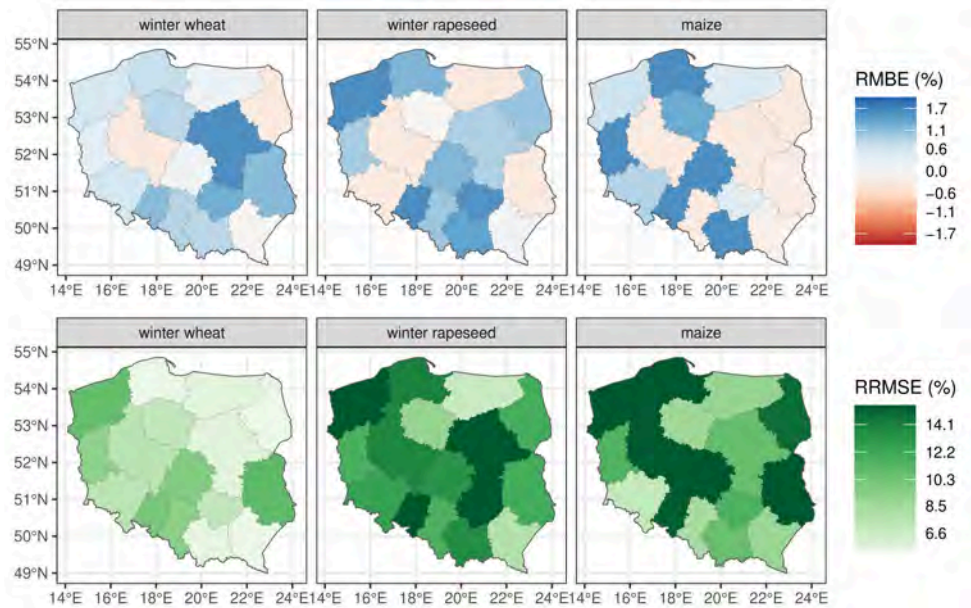 winter wheat winter rapeseed maize
55°N
54°N
53°N
52°N
51°N
50°N
49°N
14°E 16°E 18°E 20°E 22°E 24°E 14°E 16°E 18°E 20°E 22°E 24°E 14°E 16°E 18°E 20°E 22°E 24°E
RMBE (%)
1.7
1.1
0.6
0.0
−0.6
−1.1
−1.7
winter wheat winter rapeseed maize
55°N
54°N
53°N
52°N
51°N
50°N
49°N
14°E 16°E 18°E 20°E 22°E 24°E 14°E 16°E 18°E 20°E 22°E 24°E 14°E 16°E 18°E 20°E 22°E 24°E
RRMSE (%)
14.1
12.2
10.3
8.5
6.6